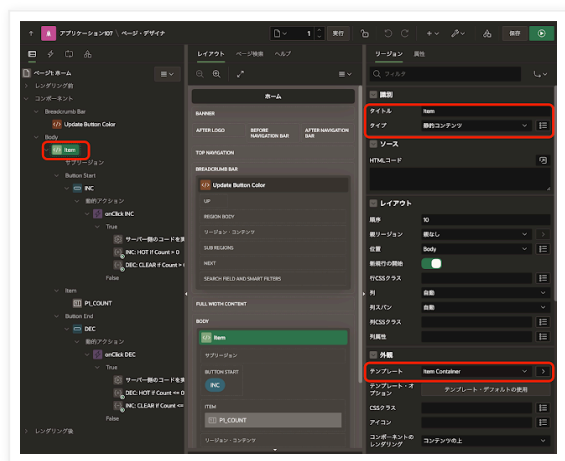 アプリケーション107 \ ページ・デザイナ
1
実行
保存
ページ1: ホーム
レンダリング前
コンポーネント
Breadcrumb Bar
Update Button Color
Body
Item
サブリージョン
Button Start
INC
動的アクション
onClick INC
True
サーバー側のコードを実
INC: HOT if Count = 0
DEC: CLEAR if Count >
False
Item
P1_COUNT
Button End
DEC
動的アクション
onClick DEC
True
サーバー側のコードを実
DEC: HOT if Count <= 0
INC: CLEAR if Count <=
False
レンダリング後
レイアウト ページ検索 ヘルプ
ホーム
BANNER
AFTER LOGO
BEFORE NAVIGATION BAR
AFTER NAVIGATION BAR
TOP NAVIGATION
BREADCRUMB BAR
Update Button Color
UP
REGION BODY
リージョン・コンテンツ
SUB REGIONS
NEXT
SEARCH FIELD AND SMART FILTERS
FULL WIDTH CONTENT
BODY
Item
サブリージョン
BUTTON START
INC
ITEM
P1_COUNT
リージョン・コンテンツ
リージョン 属性
フィルタ
識別
タイトル Item
タイプ 静的コンテンツ
ソース
HTMLコード
レイアウト
順序 10
親リージョン 親なし
位置 Body
新規行の開始
行CSSクラス
列 自動
列スパン 自動
列CSSクラス
列属性
外観
テンプレート Item Container
テンプレート・オプション テンプレート・デフォルトの使用
CSSクラス
アイコン
コンポーネントのレンダリング コンテンツの上